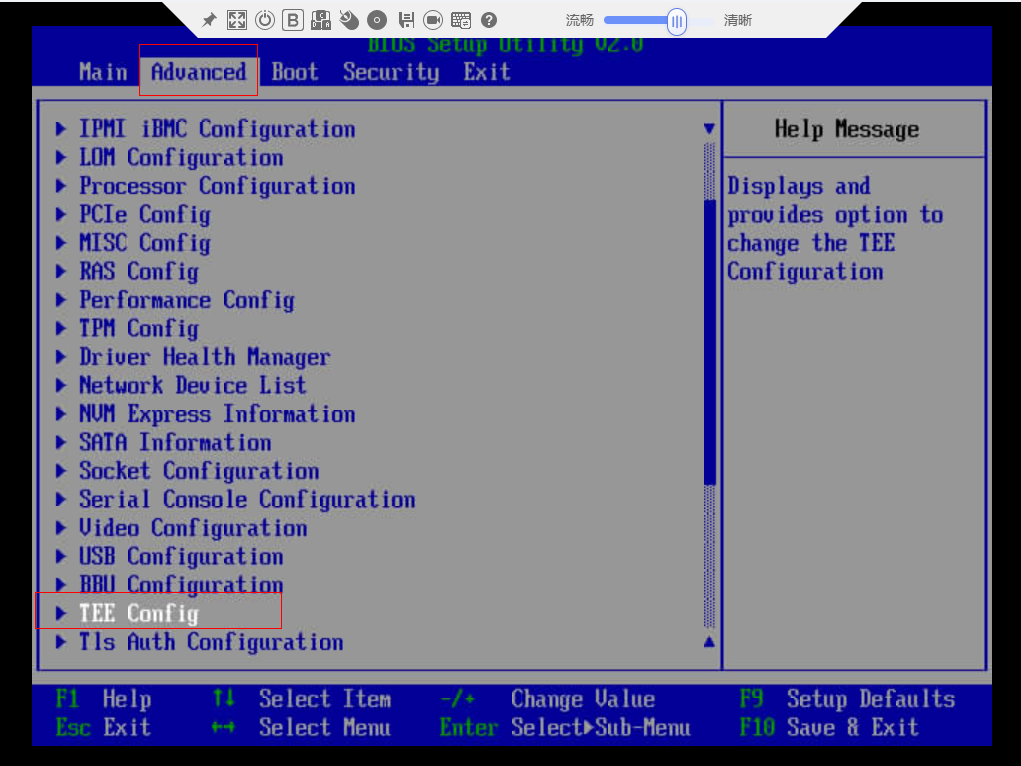 流畅 清晰
BIOS Setup Utility V2.0
Main Advanced Boot Security Exit
IPMI iBMC Configuration
LOM Configuration
Processor Configuration
PCIe Config
MISC Config
RAS Config
Performance Config
TPM Config
Driver Health Manager
Network Device List
NVM Express Information
SATA Information
Socket Configuration
Serial Console Configuration
Video Configuration
USB Configuration
BBU Configuration
TEE Config
Tls Auth Configuration
Help Message
Displays and
provides option to
change the TEE
Configuration
F1 Help ↑↓ Select Item -/+ Change Value F9 Setup Defaults
Esc Exit ←→ Select Menu Enter Select▶Sub-Menu F10 Save & Exit